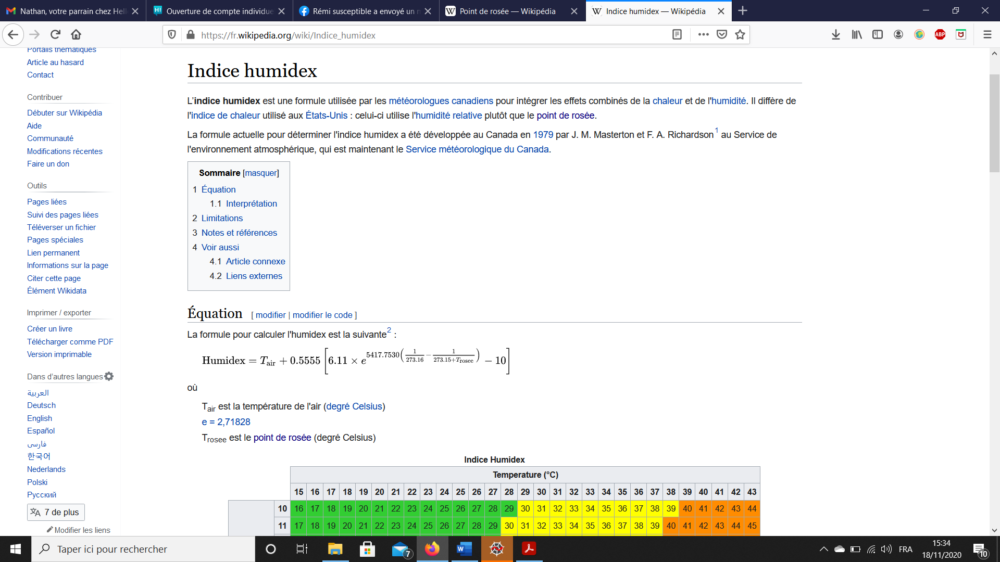 Nathan, votre parrain chez Hell
Ouverture de compte individue
Rémi susceptible a envoyé un m
Point de rosée — Wikipédia
Indice humidex — Wikipédia
https://fr.wikipedia.org/wiki/Indice_humidex
ABP
Portails thématiques
Article au hasard
Contact
Contribuer
Débuter sur Wikipédia
Aide
Communauté
Modifications récentes
Faire un don
Outils
Pages liées
Suivi des pages liées
Téléverser un fichier
Pages spéciales
Lien permanent
Informations sur la page
Citer cette page
Élément Wikidata
Imprimer / exporter
Créer un livre
Télécharger comme PDF
Version imprimable
Dans d'autres langues
العربية
Deutsch
English
Español
فارسی
한국어
Nederlands
Polski
Русский
7 de plus
Modifier les liens
Indice humidex
L'indice humidex est une formule utilisée par les météorologues canadiens pour intégrer les effets combinés de la chaleur et de l'humidité. Il diffère de
l'indice de chaleur utilisé aux États-Unis : celui-ci utilise l'humidité relative plutôt que le point de rosée.
La formule actuelle pour déterminer l'indice humidex a été développée au Canada en 1979 par J. M. Masterton et F. A. Richardson 1 au Service de
l'environnement atmosphérique, qui est maintenant le Service météorologique du Canada.
Sommaire [masquer]
1 Équation
1.1 Interprétation
2 Limitations
3 Notes et références
4 Voir aussi
4.1 Article connexe
4.2 Liens externes
Équation [ modifier | modifier le code ]
La formule pour calculer l'humidex est la suivante 2 :
Humidex = T air + 0.5555 [6.11 × e 5417.7530 (1/273.16 − 1/273.15+T rosee) − 10]
où
T air est la température de l'air (degré Celsius)
e = 2,71828
T rosee est le point de rosée (degré Celsius)
Indice Humidex
Temperature (°C)
15 16 17 18 19 20 21 22 23 24 25 26 27 28 29 30 31 32 33 34 35 36 37 38 39 40 41 42 43
10 16 17 18 19 20 21 22 23 24 25 26 27 28 29 30 31 32 33 34 35 36 37 38 39 40 41 42 43 44
11 17 18 19 20 21 22 23 24 25 26 27 28 29 30 31 32 33 34 35 36 37 38 39 40 41 42 43 44 45
Taper ici pour rechercher
7
FRA
15:34
18/11/2020
10